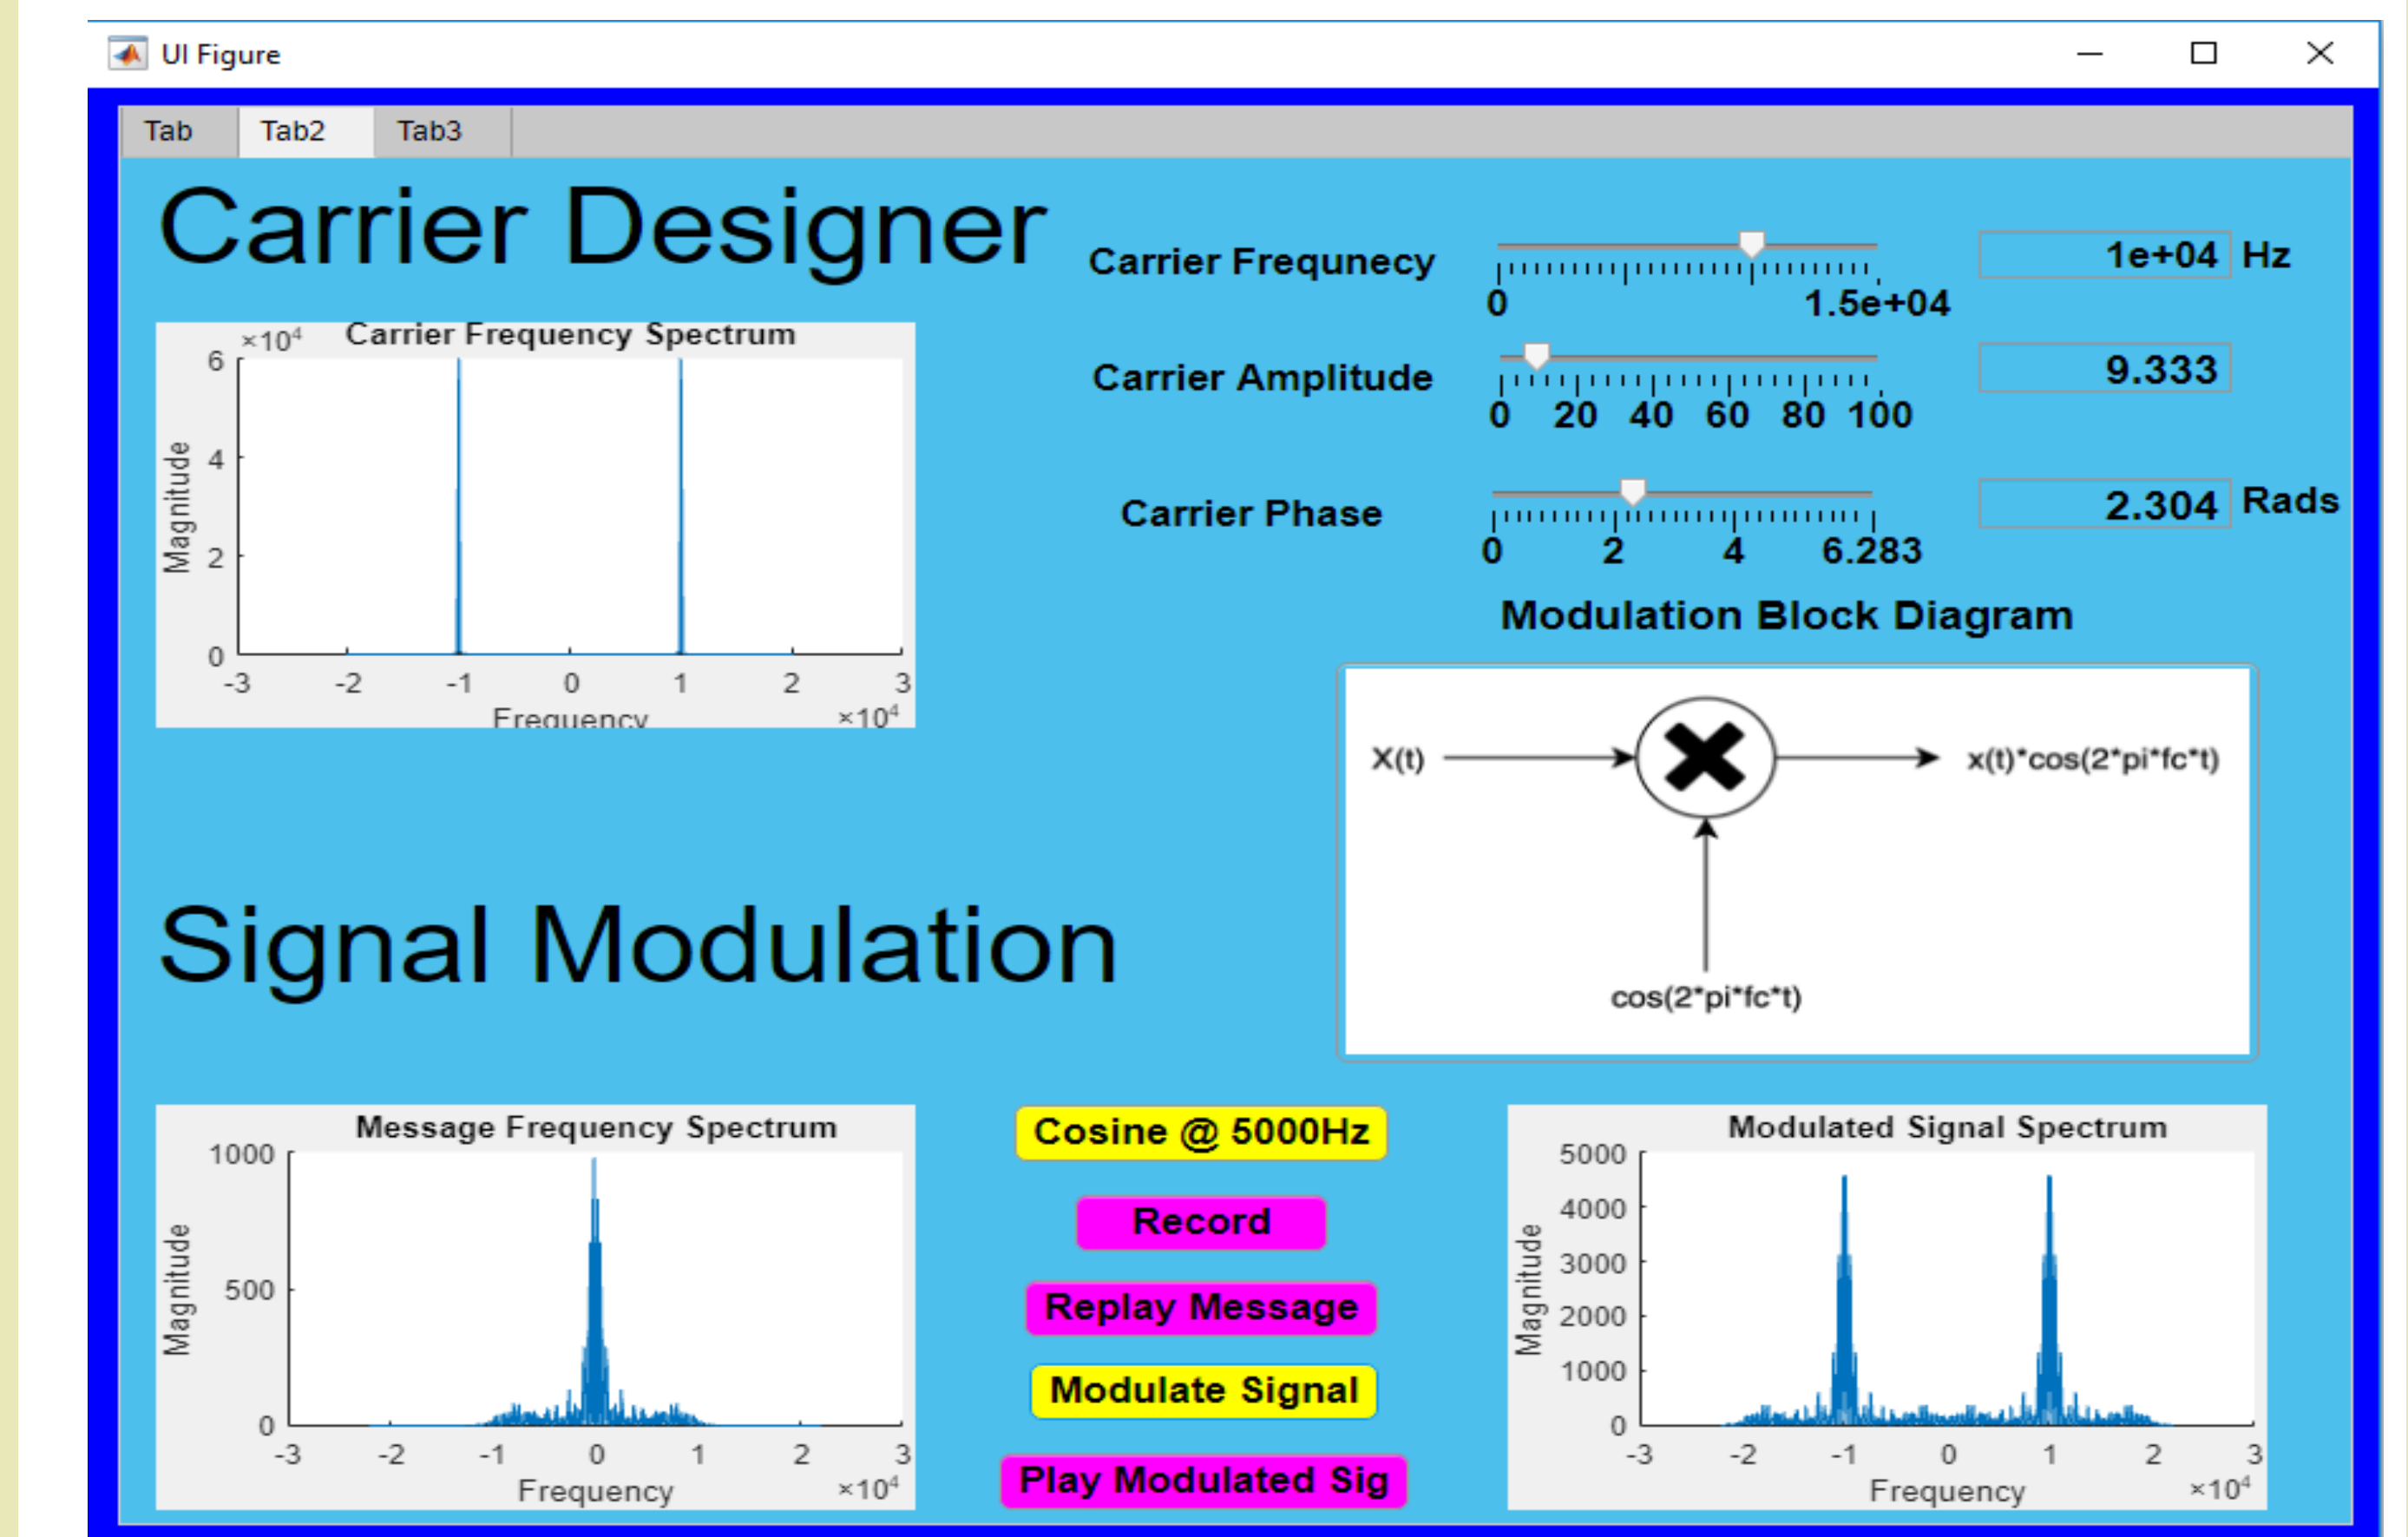 UI Figure
Tab Tab2 Tab3
Carrier Designer
Carrier Frequnecy
0 1.5e+04
1e+04 Hz
Carrier Amplitude
0 20 40 60 80 100
9.333
Carrier Phase
0 2 4 6.283
2.304 Rads
×10⁴ Carrier Frequency Spectrum
6
4
2
0
Magnitude
-3 -2 -1 0 1 2 3
Frequency ×10⁴
Modulation Block Diagram
X(t)
x(t)*cos(2*pi*fc*t)
cos(2*pi*fc*t)
Signal Modulation
Message Frequency Spectrum
1000
500
0
Magnitude
-3 -2 -1 0 1 2 3
Frequency ×10⁴
Cosine @ 5000Hz
Record
Replay Message
Modulate Signal
Play Modulated Sig
Modulated Signal Spectrum
5000
4000
3000
2000
1000
0
Magnitude
-3 -2 -1 0 1 2 3
Frequency ×10⁴